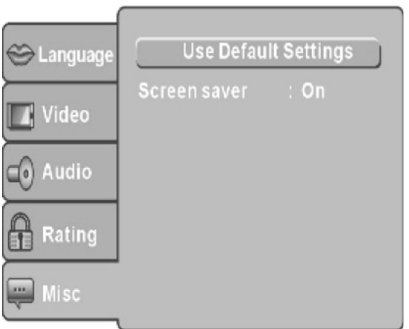 Language
Video
Audio
Rating
Misc
Use Default Settings
Screen saver : On